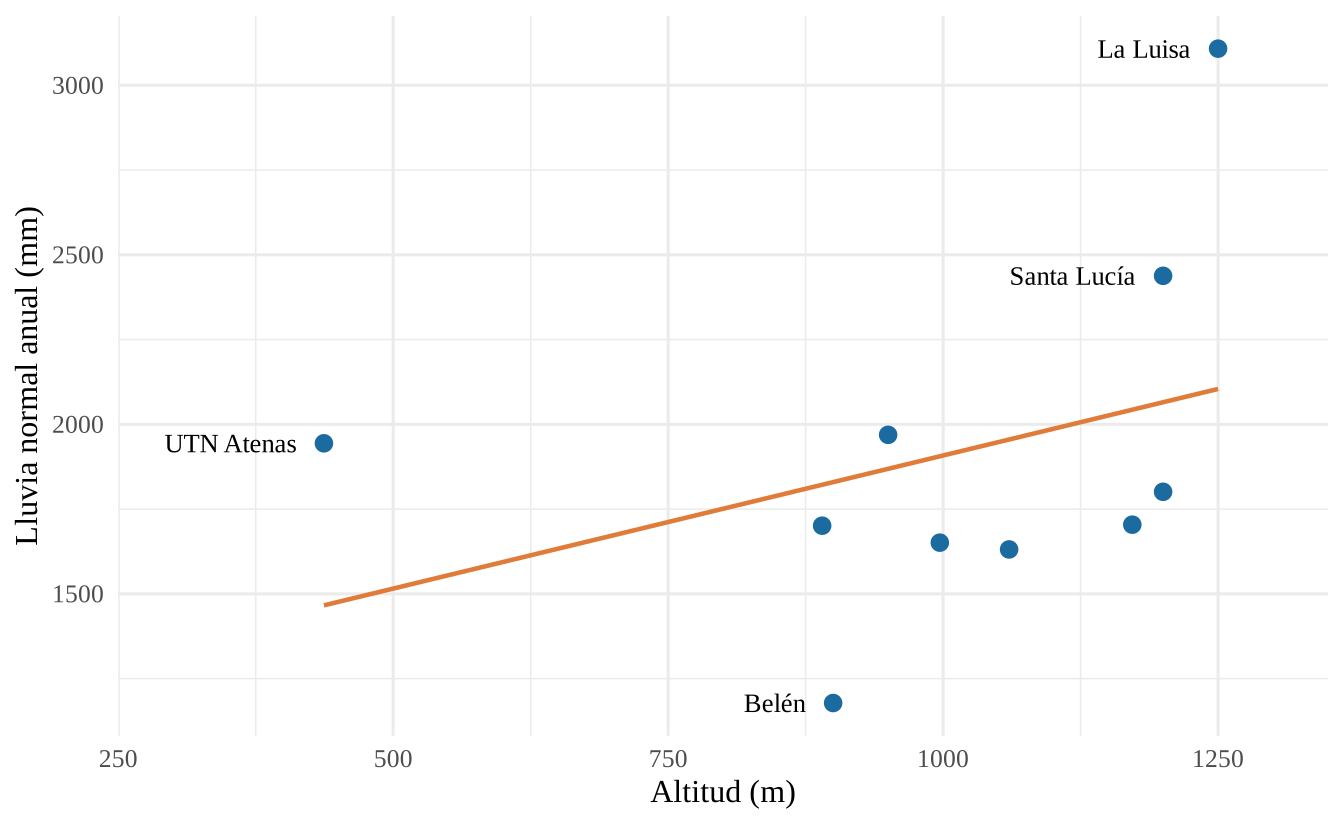 La Luisa
3000
2500
Santa Lucía
2000
UTN Atenas
1500
Belén
Lluvia normal anual (mm)
250 500 750 1000 1250
Altitud (m)